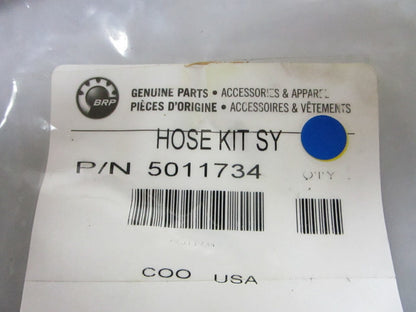 BRP
GENUINE PARTS • ACCESSORIES & APPAREL
PIÈCES D'ORIGINE • ACCESSOIRES & VÊTEMENTS
HOSE KIT SY
P/N 5011734 QTY
COO USA